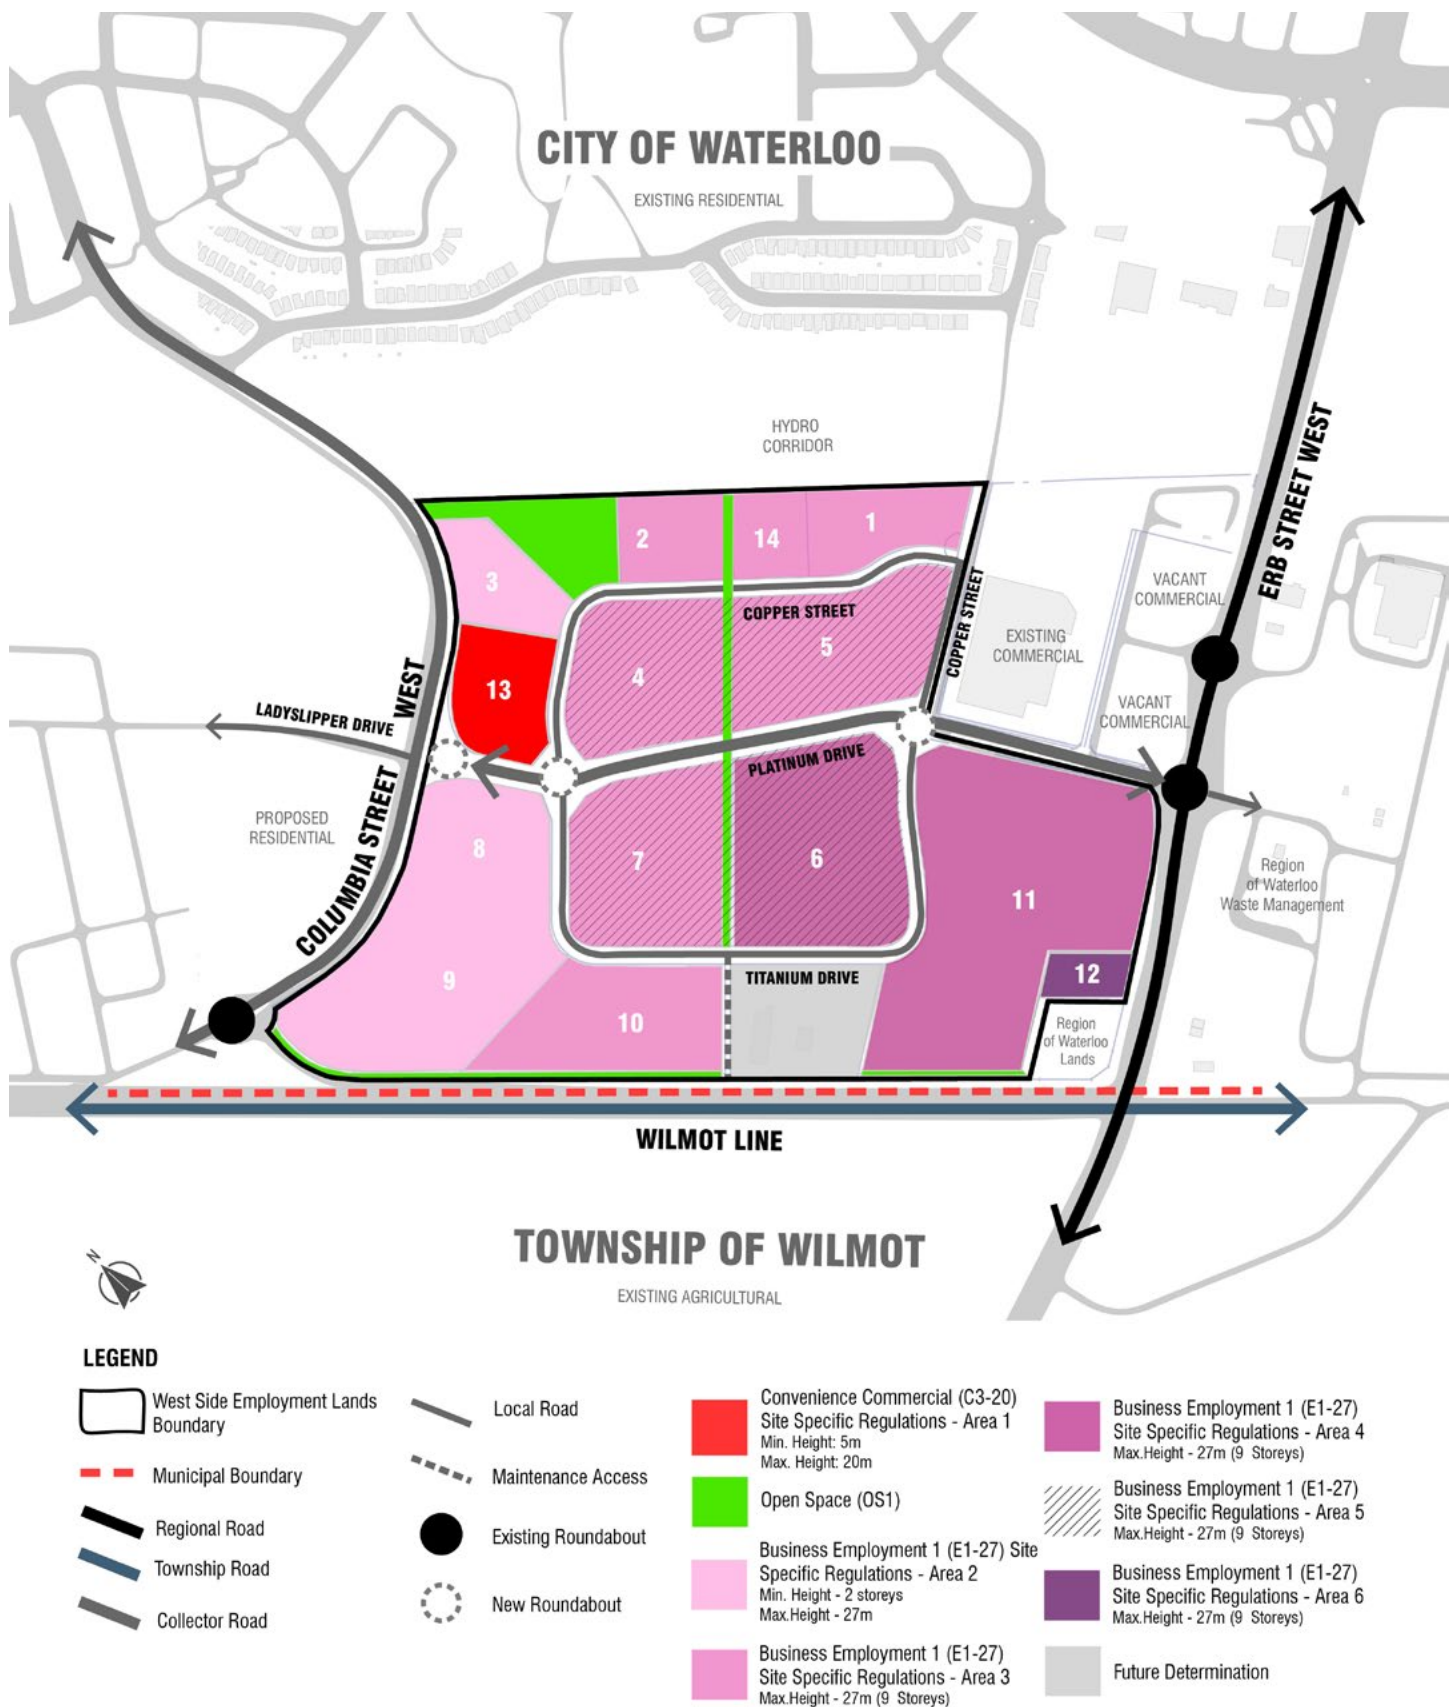 CITY OF WATERLOO
EXISTING RESIDENTIAL
HYDRO
CORRIDOR
ERB STREET WEST
2
14
1
3
COPPER STREET
COPPER STREET
VACANT
COMMERCIAL
EXISTING
COMMERCIAL
4
5
13
LADYSLIPPER DRIVE
COLUMBIA STREET WEST
VACANT
COMMERCIAL
PLATINUM DRIVE
PROPOSED
RESIDENTIAL
8
7
6
11
Region
of Waterloo
Waste Management
9
10
TITANIUM DRIVE
12
Region
of Waterloo
Lands
WILMOT LINE
TOWNSHIP OF WILMOT
EXISTING AGRICULTURAL
N
LEGEND
West Side Employment Lands
Boundary
Municipal Boundary
Regional Road
Township Road
Collector Road
Local Road
Maintenance Access
Existing Roundabout
New Roundabout
Convenience Commercial (C3-20)
Site Specific Regulations - Area 1
Min. Height: 5m
Max. Height: 20m
Open Space (OS1)
Business Employment 1 (E1-27) Site
Specific Regulations - Area 2
Min. Height - 2 storeys
Max.Height - 27m
Business Employment 1 (E1-27)
Site Specific Regulations - Area 3
Max.Height - 27m (9 Storeys)
Business Employment 1 (E1-27)
Site Specific Regulations - Area 4
Max.Height - 27m (9 Storeys)
Business Employment 1 (E1-27)
Site Specific Regulations - Area 5
Max.Height - 27m (9 Storeys)
Business Employment 1 (E1-27)
Site Specific Regulations - Area 6
Max.Height - 27m (9 Storeys)
Future Determination